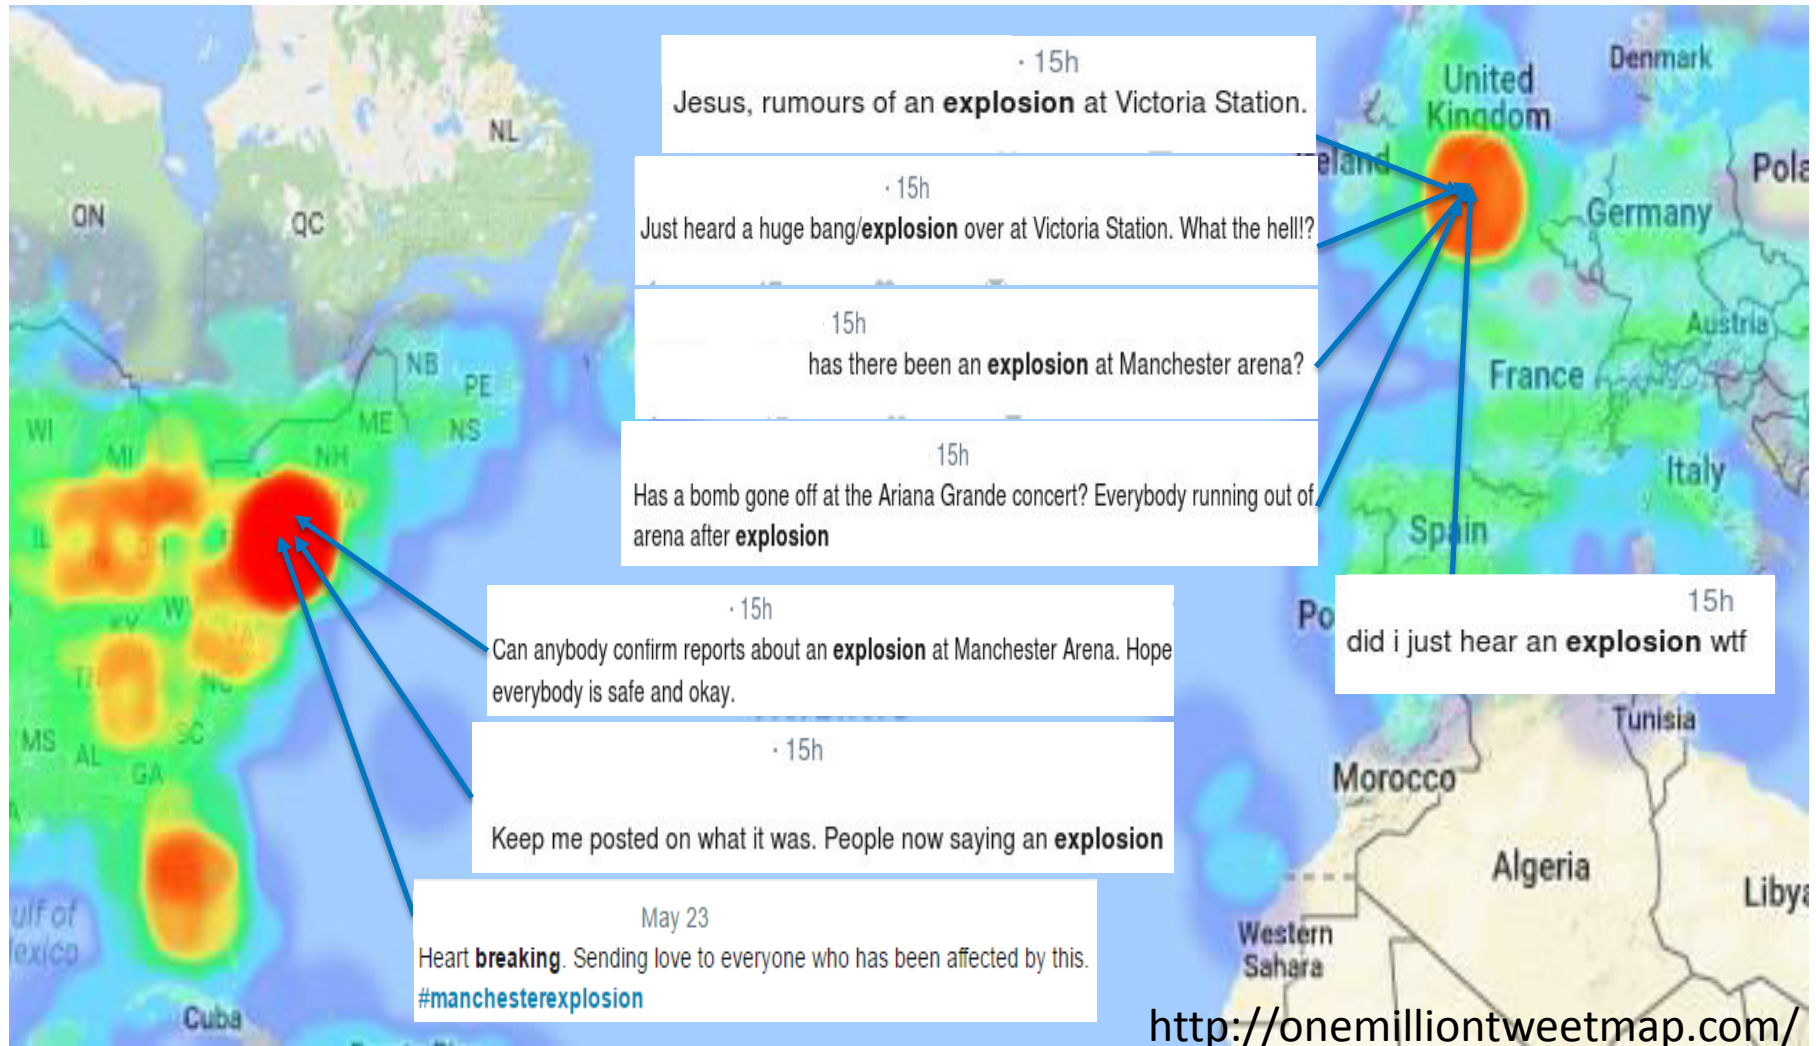 · 15h
Jesus, rumours of an explosion at Victoria Station.
· 15h
Just heard a huge bang/explosion over at Victoria Station. What the hell!?
15h
has there been an explosion at Manchester arena?
15h
Has a bomb gone off at the Ariana Grande concert? Everybody running out of
arena after explosion
· 15h
Can anybody confirm reports about an explosion at Manchester Arena. Hope
everybody is safe and okay.
· 15h
Keep me posted on what it was. People now saying an explosion
May 23
Heart breaking. Sending love to everyone who has been affected by this.
#manchesterexplosion
15h
did i just hear an explosion wtf
NL
ON
QC
NB
PE
ME
NS
WI
MI
NH
IL
KY
NC
SC
MS
AL
GA
Cuba
United
Kingdom
Denmark
Germany
Austria
France
Italy
Spain
Tunisia
Morocco
Algeria
Western
Sahara
http://onemilliontweetmap.com/